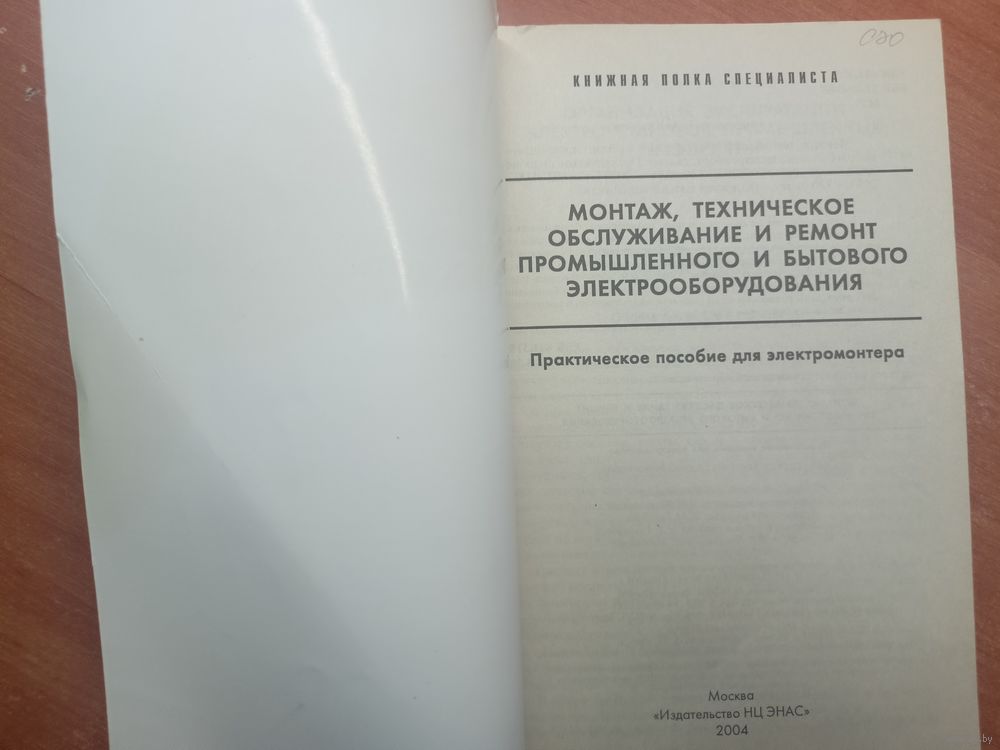 КНИЖНАЯ ПОЛКА СПЕЦИАЛИСТА
МОНТАЖ, ТЕХНИЧЕСКОЕ
ОБСЛУЖИВАНИЕ И РЕМОНТ
ПРОМЫШЛЕННОГО И БЫТОВОГО
ЭЛЕКТРООБОРУДОВАНИЯ
Практическое пособие для электромонтера
Москва
«Издательство НЦ ЭНАС»
2004